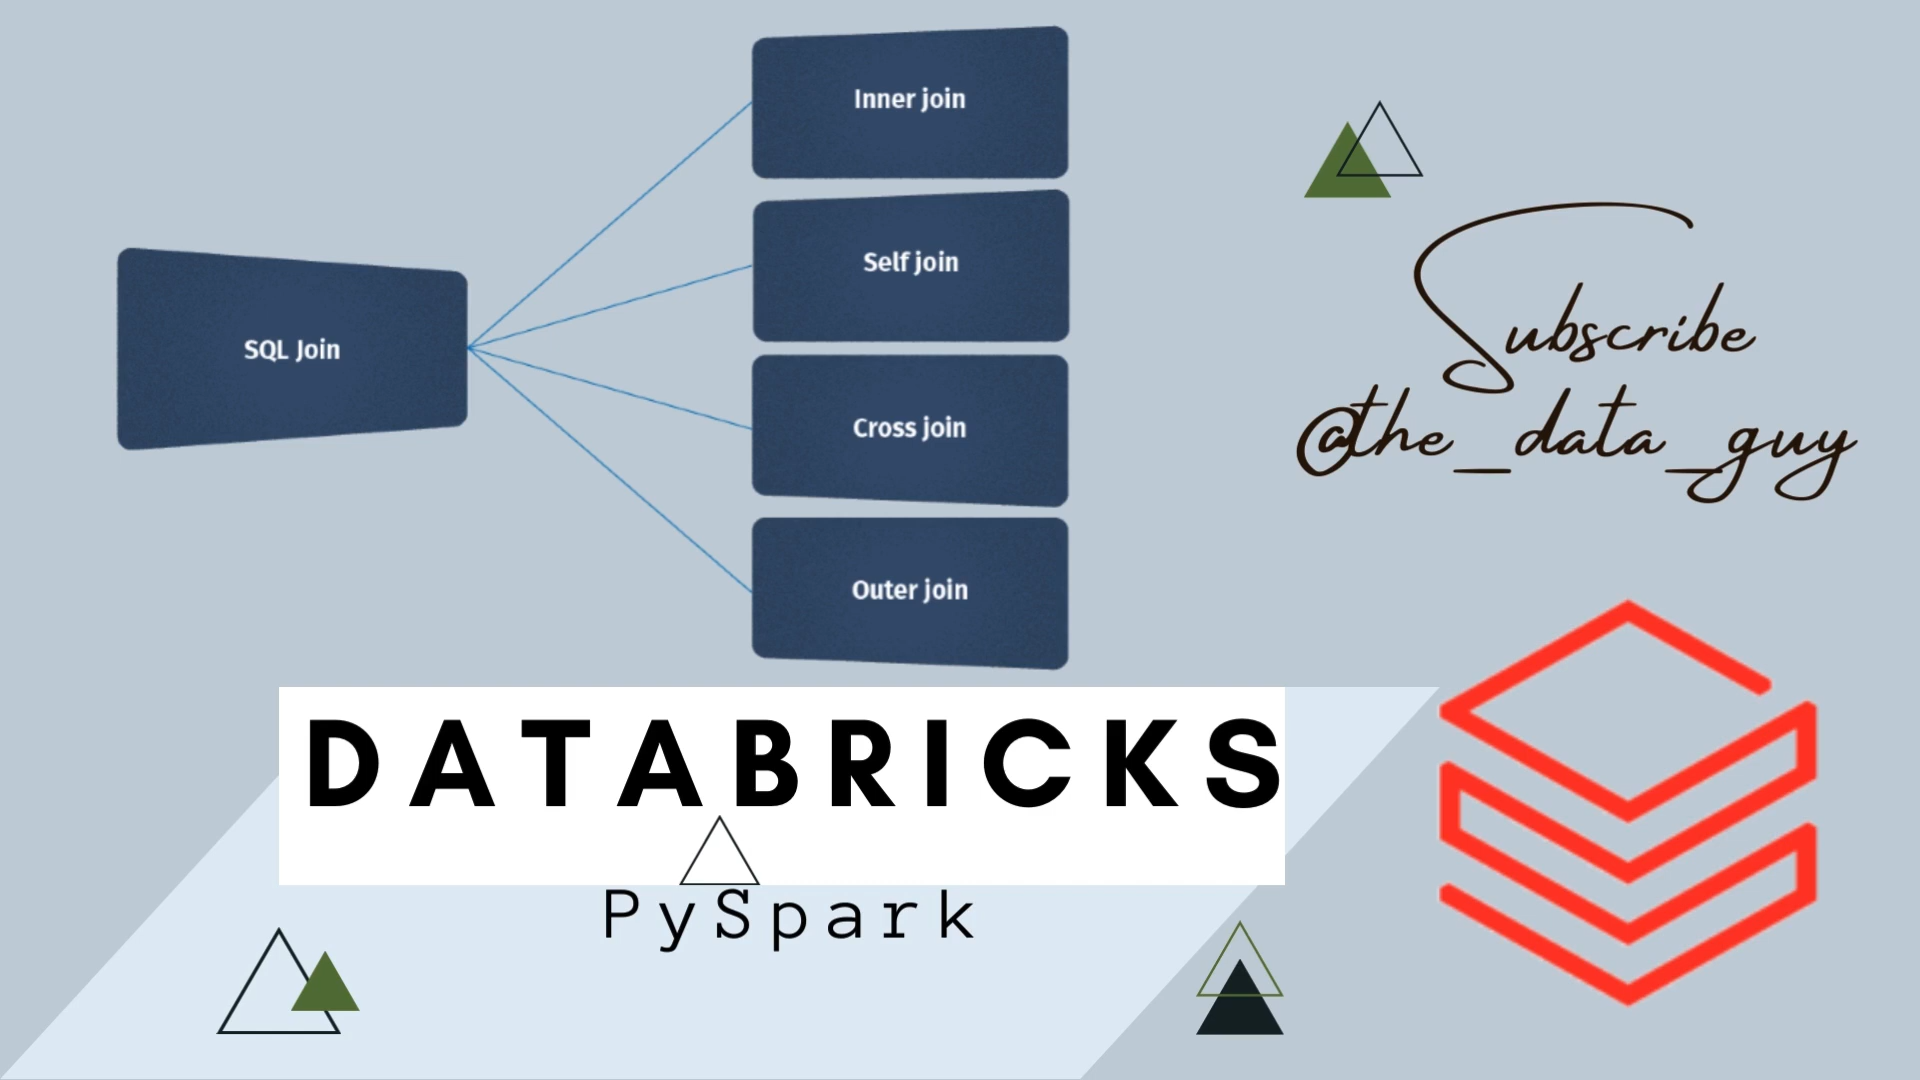 SQL Join
Inner join
Self join
Cross join
Outer join
Subscribe
@the_data_guy
DATABRICKS
PySpark